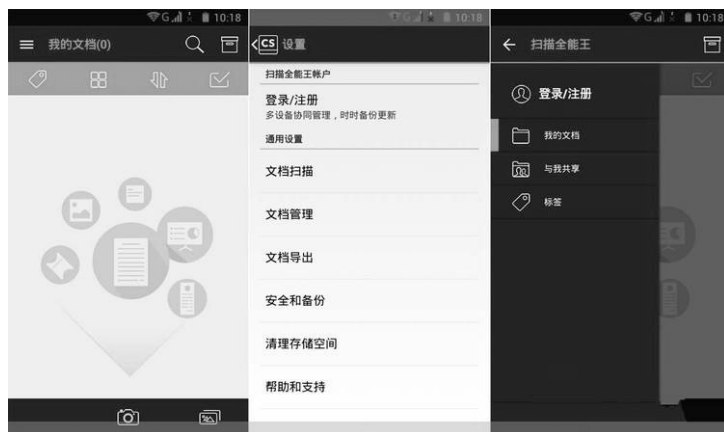 G 10:18
我的文档(0)
G 10:18
CS 设置
扫描全能王帐户
登录/注册
多设备协同管理，时时备份更新
通用设置
文档扫描
文档管理
文档导出
安全和备份
清理存储空间
帮助和支持
G 10:18
扫描全能王
登录/注册
我的文档
与我共享
标签